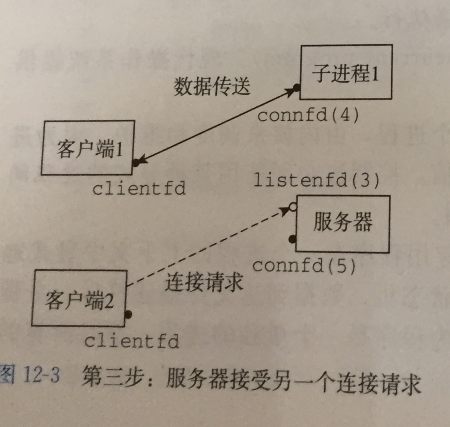 子进程1
数据传送
connfd(4)
客户端1
clientfd
listenfd(3)
服务器
connfd(5)
连接请求
客户端2
clientfd
图 12-3 第三步：服务器接受另一个连接请求